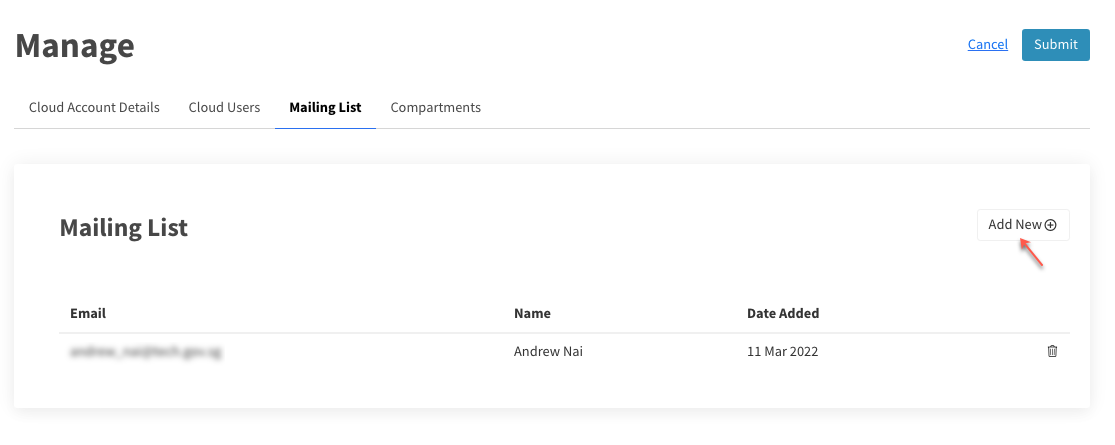 Manage
Cancel
Submit
Cloud Account Details
Cloud Users
Mailing List
Compartments
Mailing List
Add New
Email
Name
Date Added
Andrew Nai
11 Mar 2022